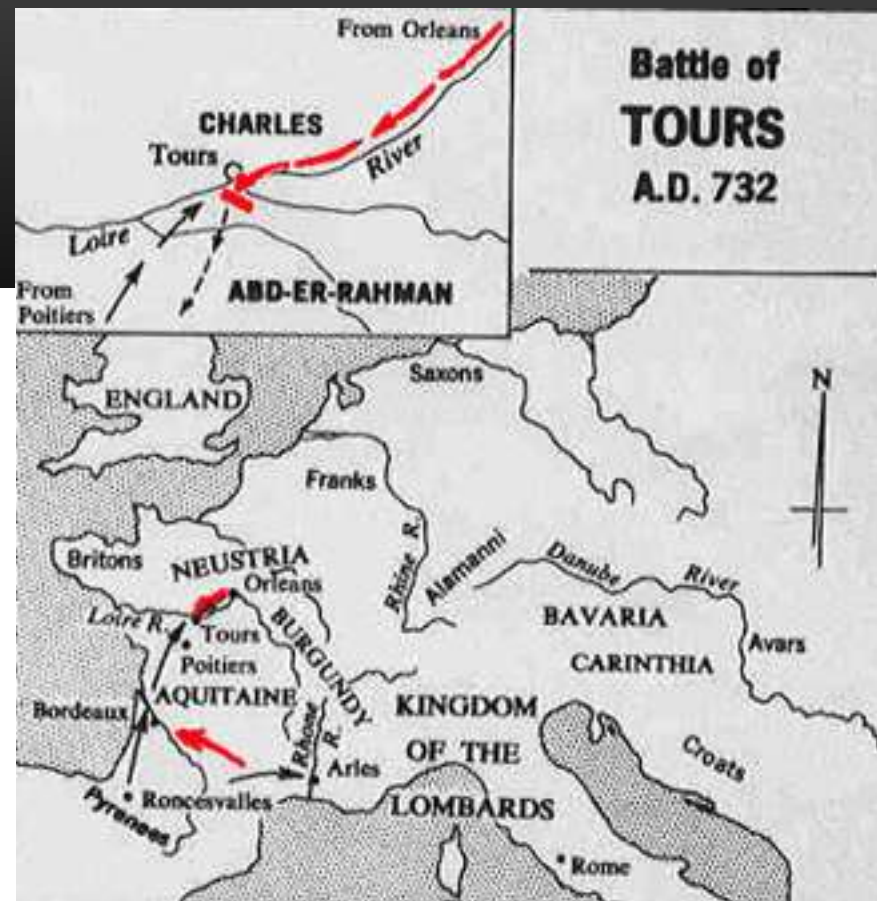 From Orleans
CHARLES
Tours
River
Loire
From
Poitiers
ABD-ER-RAHMAN
Battle of
TOURS
A.D. 732
N
ENGLAND
Saxons
Franks
Britons
NEUSTRIA
Orleans
Rhine R.
Alamanni
Danube River
Loire R.
Tours
BURGUNDY
BAVARIA
Avars
Poitiers
CARINTHIA
AQUITAINE
Bordeaux
KINGDOM
OF THE
LOMBARDS
Rhone R.
Arles
Croats
Pyrenees
Roncesvalles
Rome